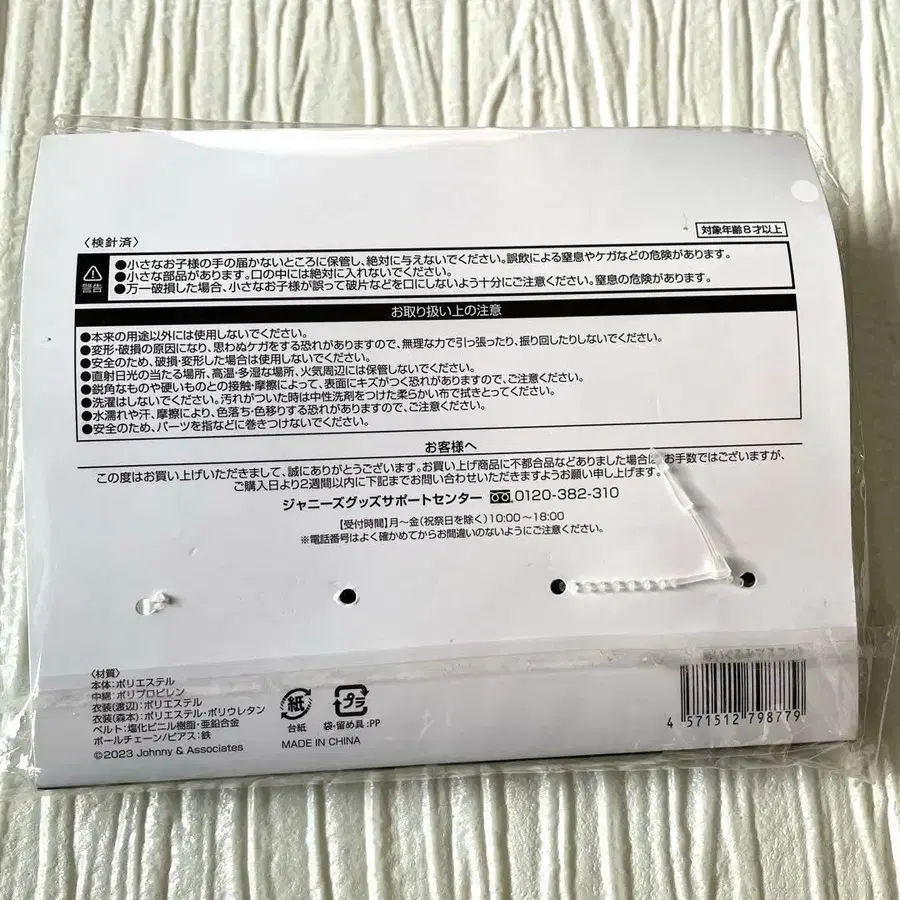 〈検針済〉
対象年齢8才以上
警告
●小さなお子様の手の届かないところに保管し、絶対に与えないでください。誤飲による窒息やケガなどの危険があります。
●小さな部品があります。口の中には絶対に入れないでください。
●万一破損した場合、小さなお子様が誤って破片などを口にしないよう十分にご注意ください。窒息の危険があります。
お取り扱い上の注意
●本来の用途以外には使用しないでください。
●変形・破損の原因になり、思わぬケガをする恐れがありますので、無理な力で引っ張ったり、振り回したりしないでください。
●安全のため、破損・変形した場合は使用しないでください。
●直射日光の当たる場所、高温・多湿な場所、火気周辺には保管しないでください。
●鋭角なものや硬いものとの接触・摩擦によって、表面にキズがつく恐れがありますので、ご注意ください。
●洗濯はしないでください。汚れがついた時は中性洗剤をつけた柔らかい布で拭きとってください。
●水濡れや汗、摩擦により、色落ち・色移りする恐れがありますので、ご注意ください。
●安全のため、パーツを指などに巻きつけないでください。
お客様へ
この度はお買い上げいただきまして、誠にありがとうございます。お買い上げ商品に不都合品などありました場合は、お手数ではございますが、
ご購入日より2週間以内に下記までお問い合わせいただきますようお願い申し上げます。
ジャニーズグッズサポートセンター 0120-382-310
【受付時間】月〜金(祝祭日を除く)10:00〜18:00
※電話番号はよく確かめてからお間違いのないようにご注意ください。
〈材質〉
本体:ポリエステル
中綿:ポリプロピレン
衣装(渡辺):ポリエステル
衣装(森本):ポリエステル・ポリウレタン
ベルト:塩化ビニル樹脂・亜鉛合金
ボールチェーン/ピアス:鉄
©2023 Johnny & Associates
紙
台紙
プラ
袋・留め具:PP
MADE IN CHINA
4 571512 798779